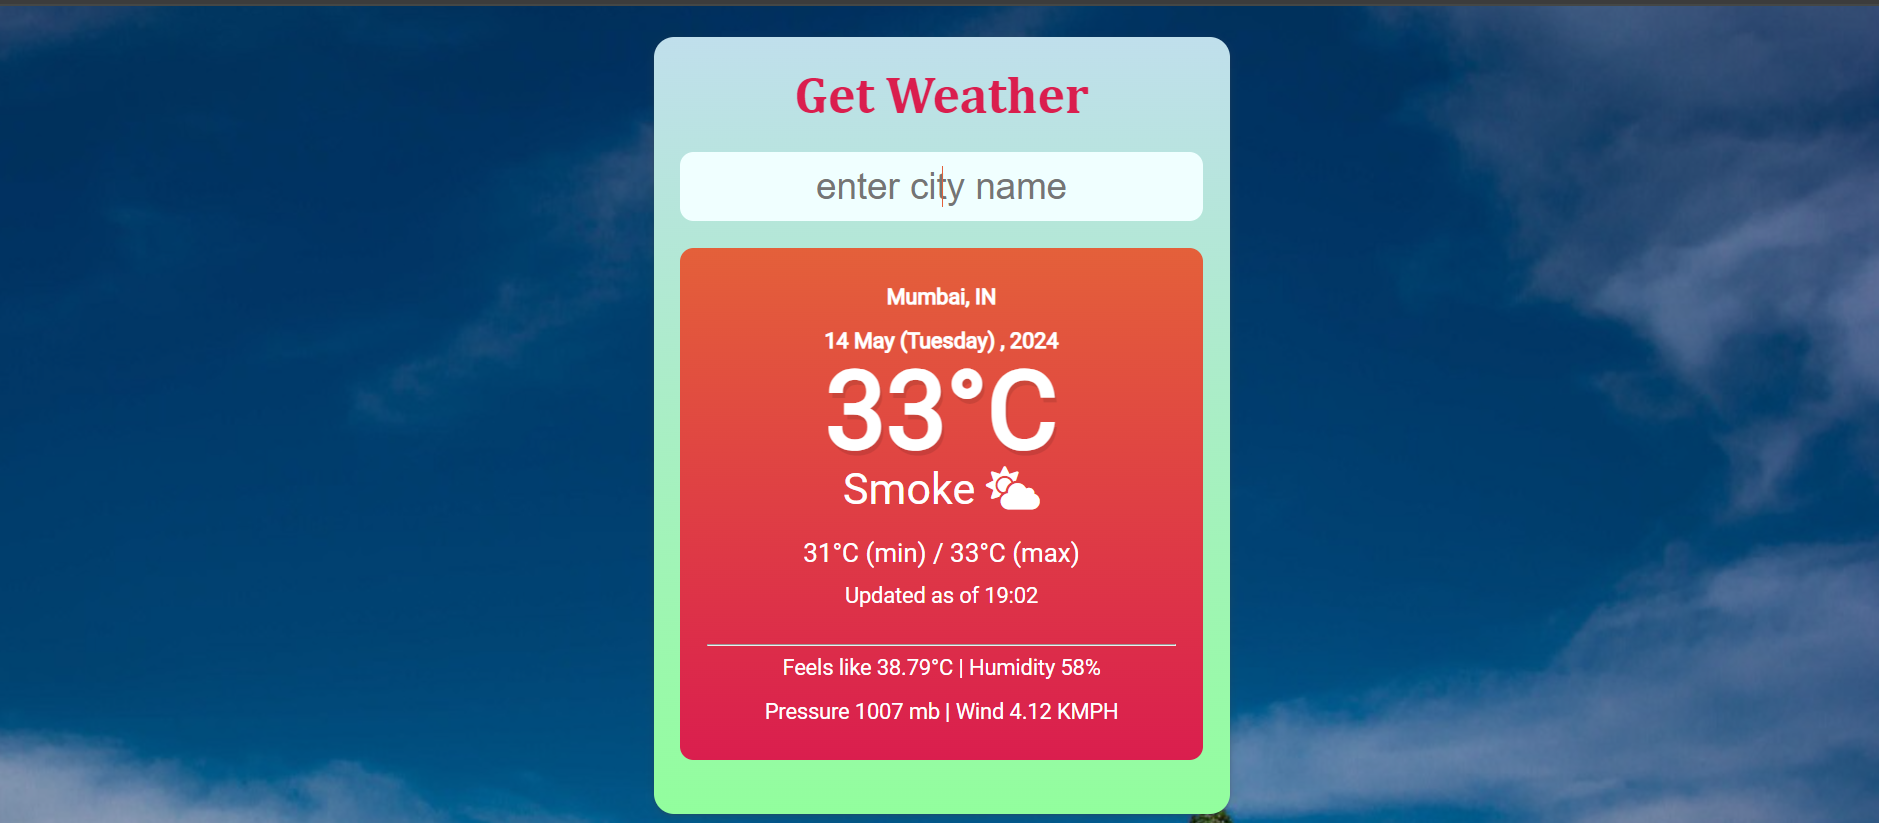 Get Weather
enter city name
Mumbai, IN
14 May (Tuesday) , 2024
33°C
Smoke
31°C (min) / 33°C (max)
Updated as of 19:02
Feels like 38.79°C | Humidity 58%
Pressure 1007 mb | Wind 4.12 KMPH